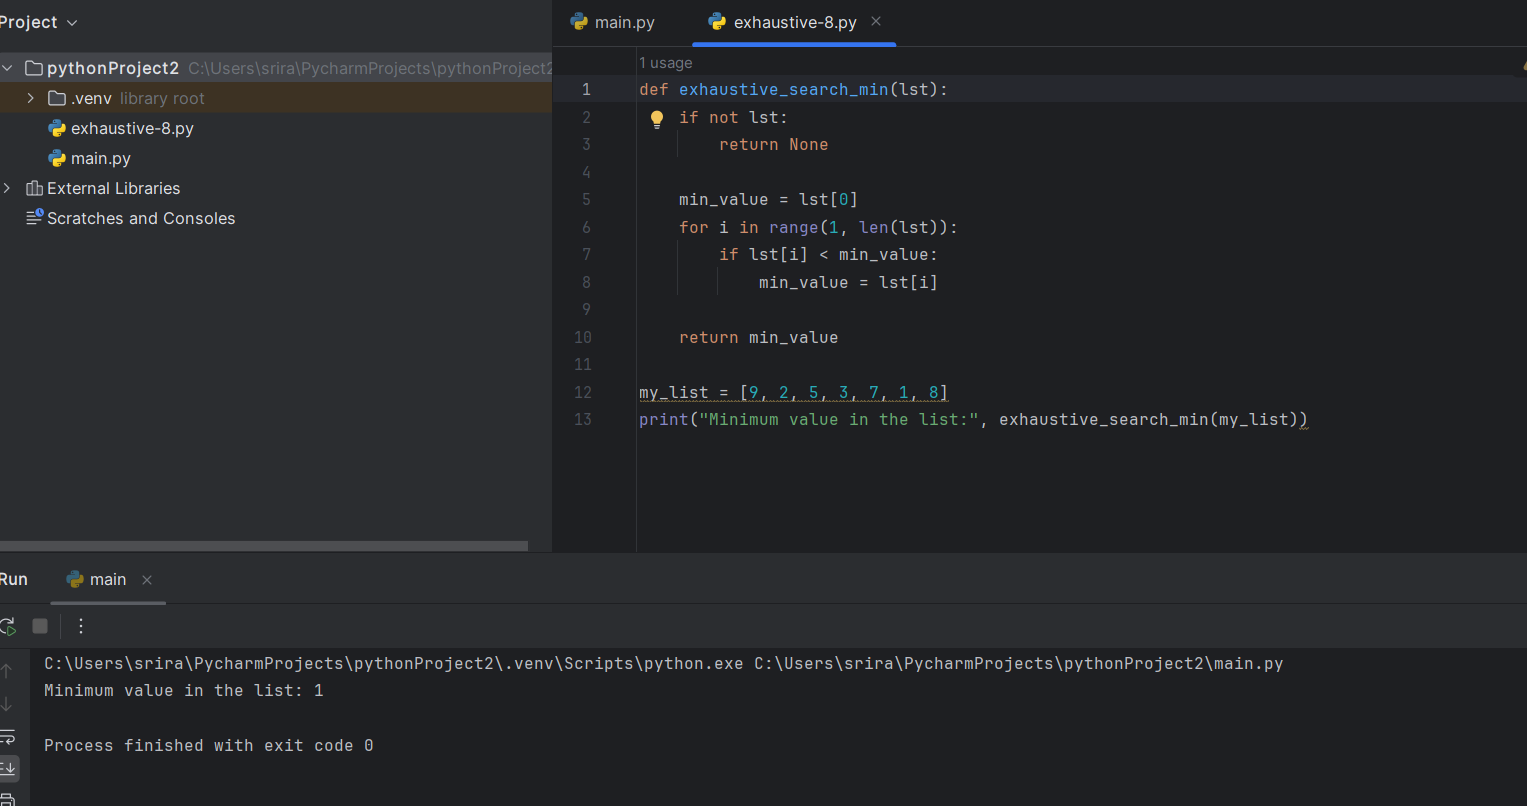 Project
main.py
exhaustive-8.py
pythonProject2 C:\Users\srira\PycharmProjects\pythonProject2
.venv library root
exhaustive-8.py
main.py
External Libraries
Scratches and Consoles
1 usage
1 def exhaustive_search_min(lst):
2     if not lst:
3         return None
4
5     min_value = lst[0]
6     for i in range(1, len(lst)):
7         if lst[i] < min_value:
8             min_value = lst[i]
9
10     return min_value
11
12 my_list = [9, 2, 5, 3, 7, 1, 8]
13 print("Minimum value in the list:", exhaustive_search_min(my_list))
Run
main
C:\Users\srira\PycharmProjects\pythonProject2\.venv\Scripts\python.exe C:\Users\srira\PycharmProjects\pythonProject2\main.py
Minimum value in the list: 1
Process finished with exit code 0